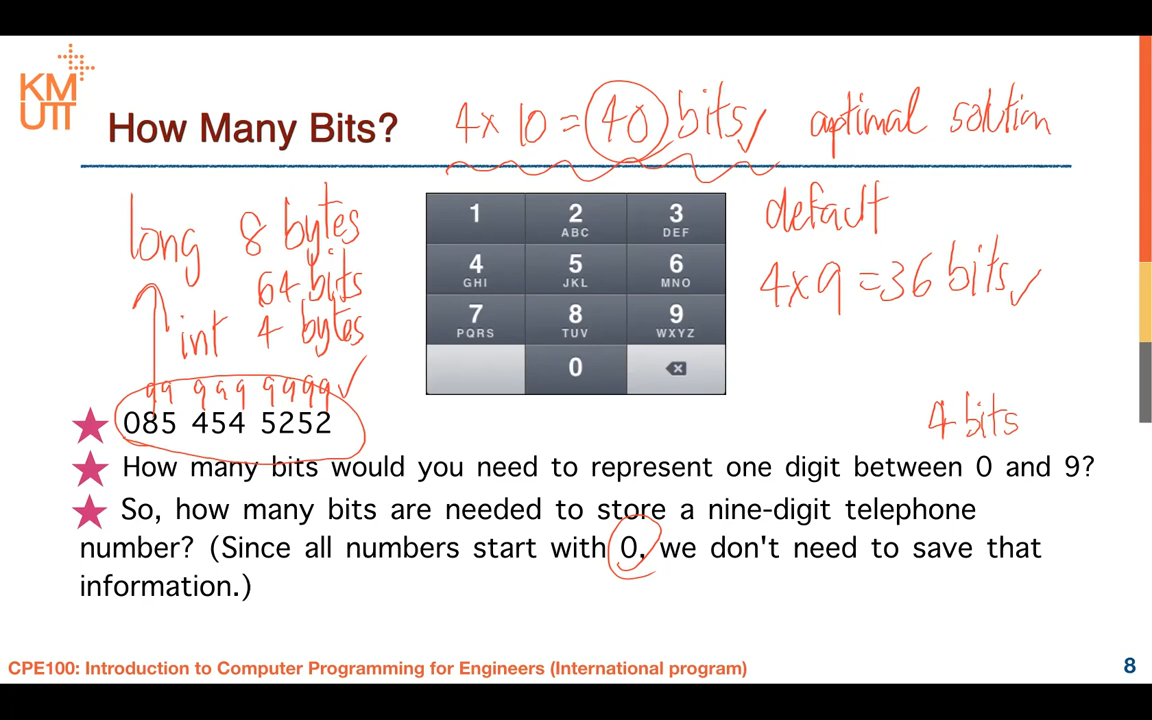 KM
UTT
How Many Bits?
4x 10 = 40 bits optimal solution
long 8 bytes
64 bits
int 4 bytes
default
4x9 = 36 bits
1
2
ABC
3
DEF
4
GHI
5
JKL
6
MNO
7
PQRS
8
TUV
9
WXYZ
0
99 999 9999
085 454 5252
4 bits
How many bits would you need to represent one digit between 0 and 9?
So, how many bits are needed to store a nine-digit telephone
number? (Since all numbers start with 0, we don't need to save that
information.)
CPE100: Introduction to Computer Programming for Engineers (International program)
8